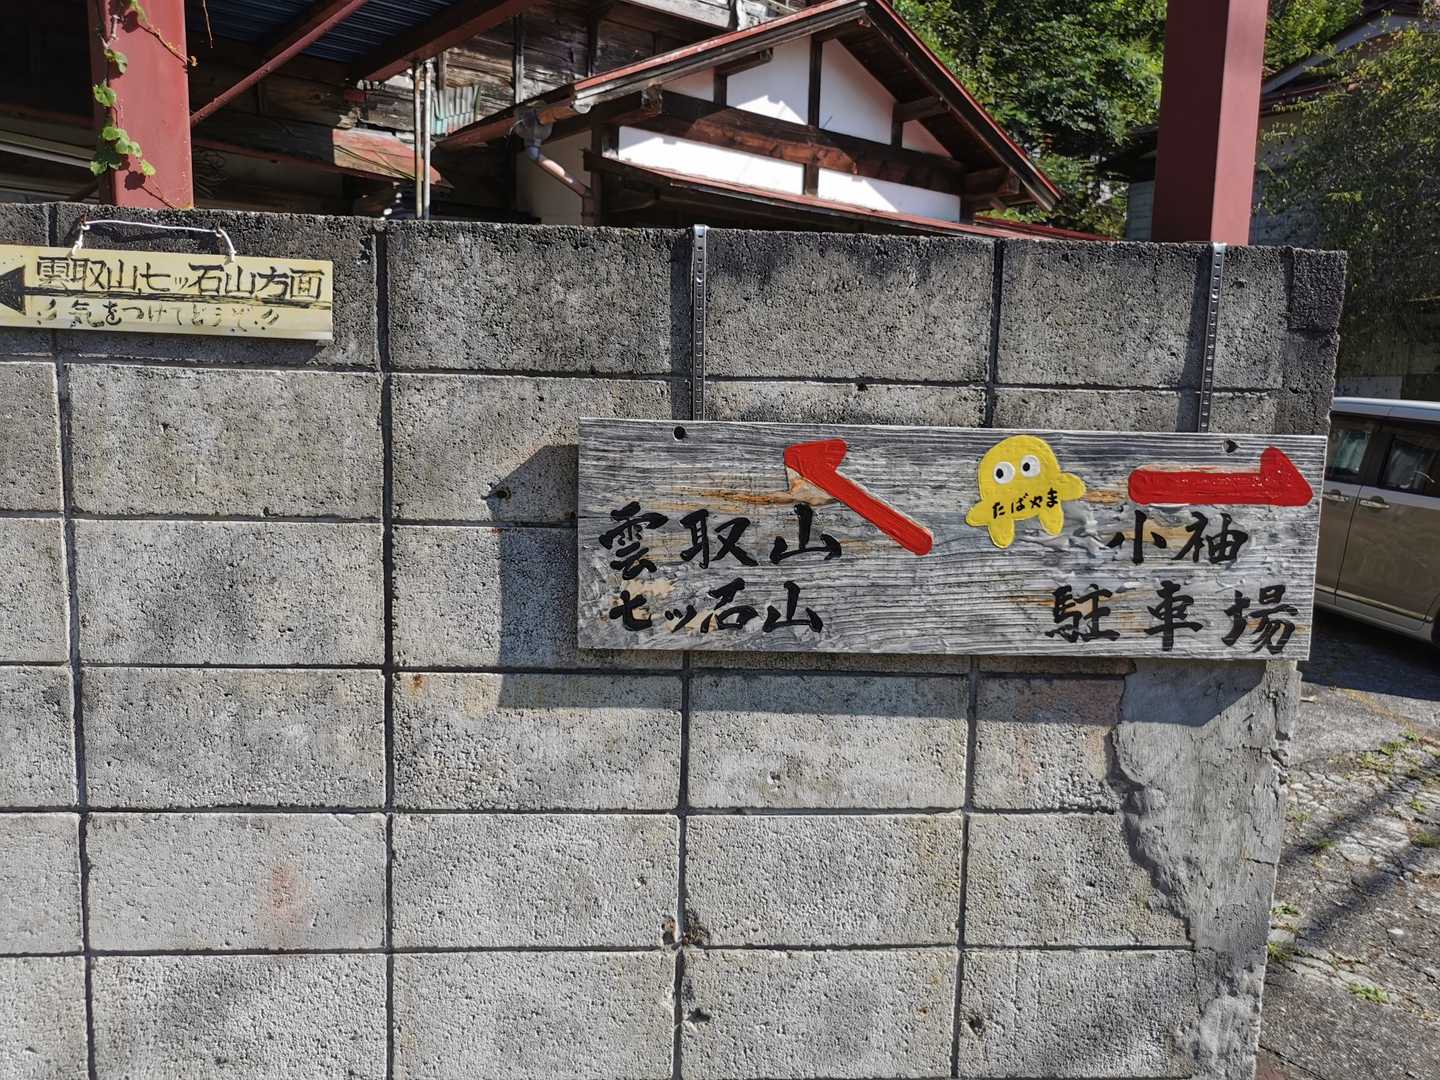 雲取山七ッ石山方面
気をつけてどうぞ
雲取山
七ッ石山
たばやま
小袖
駐車場